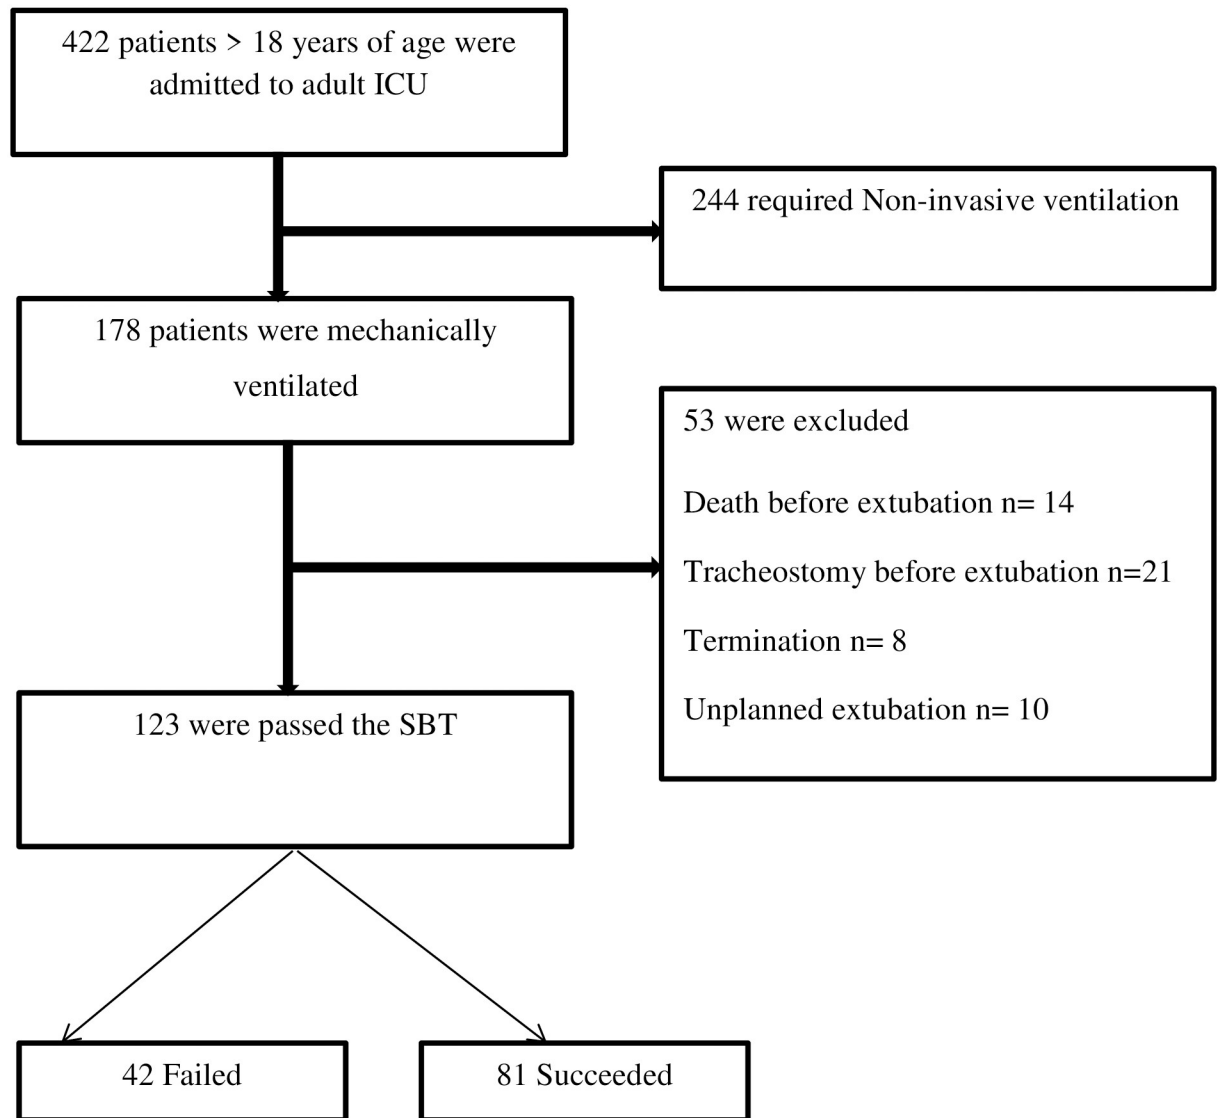 422 patients > 18 years of age were
admitted to adult ICU
244 required Non-invasive ventilation
178 patients were mechanically
ventilated
53 were excluded
Death before extubation n= 14
Tracheostomy before extubation n=21
Termination n= 8
Unplanned extubation n= 10
123 were passed the SBT
42 Failed
81 Succeeded